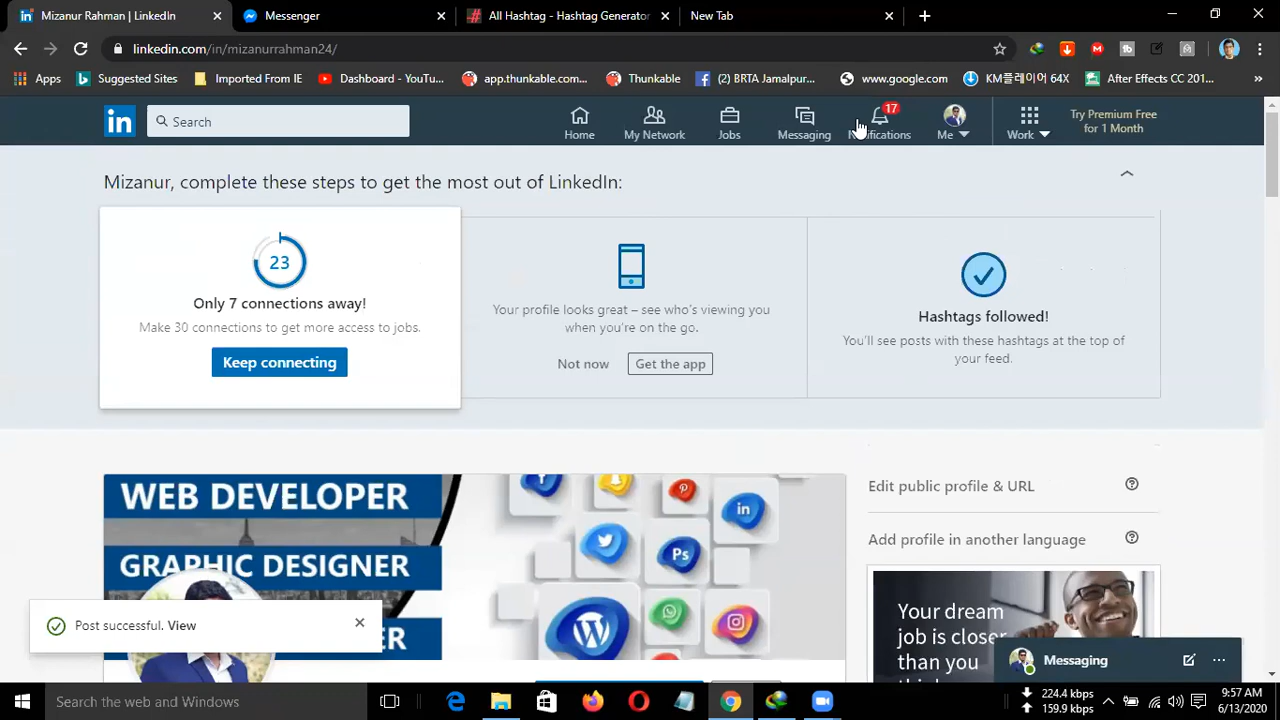 Mizanur Rahman | LinkedIn
Messenger
All Hashtag - Hashtag Generator
New Tab
linkedin.com/in/mizanurrahman24/
Apps
Suggested Sites
Imported From IE
Dashboard - YouTu...
app.thunkable.com...
Thunkable
(2) BRTA Jamalpur...
www.google.com
KM플레이어 64X
After Effects CC 201...
»
in
Search
Home
My Network
Jobs
Messaging
17
Notifications
Me
Work
Try Premium Free
for 1 Month
Mizanur, complete these steps to get the most out of LinkedIn:
23
Only 7 connections away!
Make 30 connections to get more access to jobs.
Keep connecting
Your profile looks great – see who's viewing you
when you're on the go.
Not now
Get the app
Hashtags followed!
You'll see posts with these hashtags at the top of
your feed.
WEB DEVELOPER
GRAPHIC DESIGNER
in
Ps
Edit public profile & URL
Add profile in another language
Your dream
job is closer
than you
Post successful. View
Messaging
Search the web and Windows
224.4 kbps
159.9 kbps
9:57 AM
6/13/2020